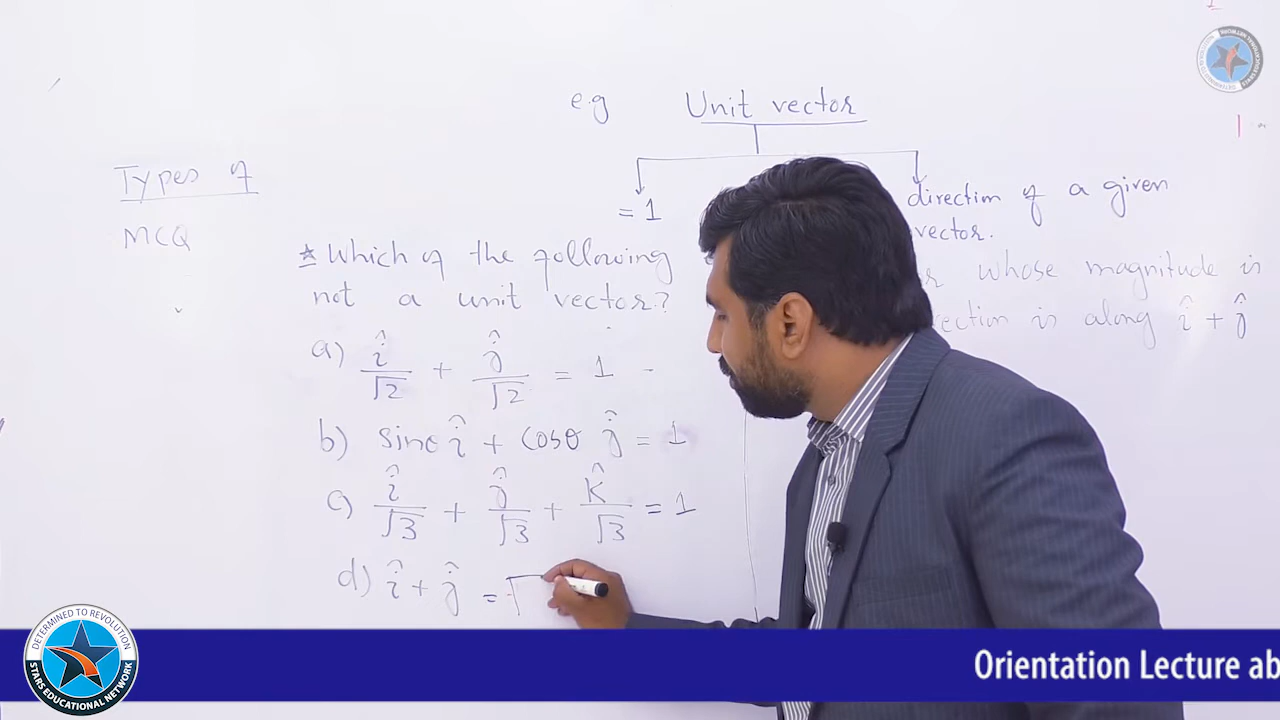 e.g Unit vector
Types of
MCQ
= 1
direction of a given
vector.
* Which of the following
not a unit vector?
whose magnitude is
is along î + ĵ
a) î/√2 + ĵ/√2 = 1
b) sinθ î + cosθ ĵ = 1
c) î/√3 + ĵ/√3 + k̂/√3 = 1
d) î + ĵ = √
DETERMINED TO REVOLUTION
STARS EDUCATIONAL NETWORK
Orientation Lecture ab